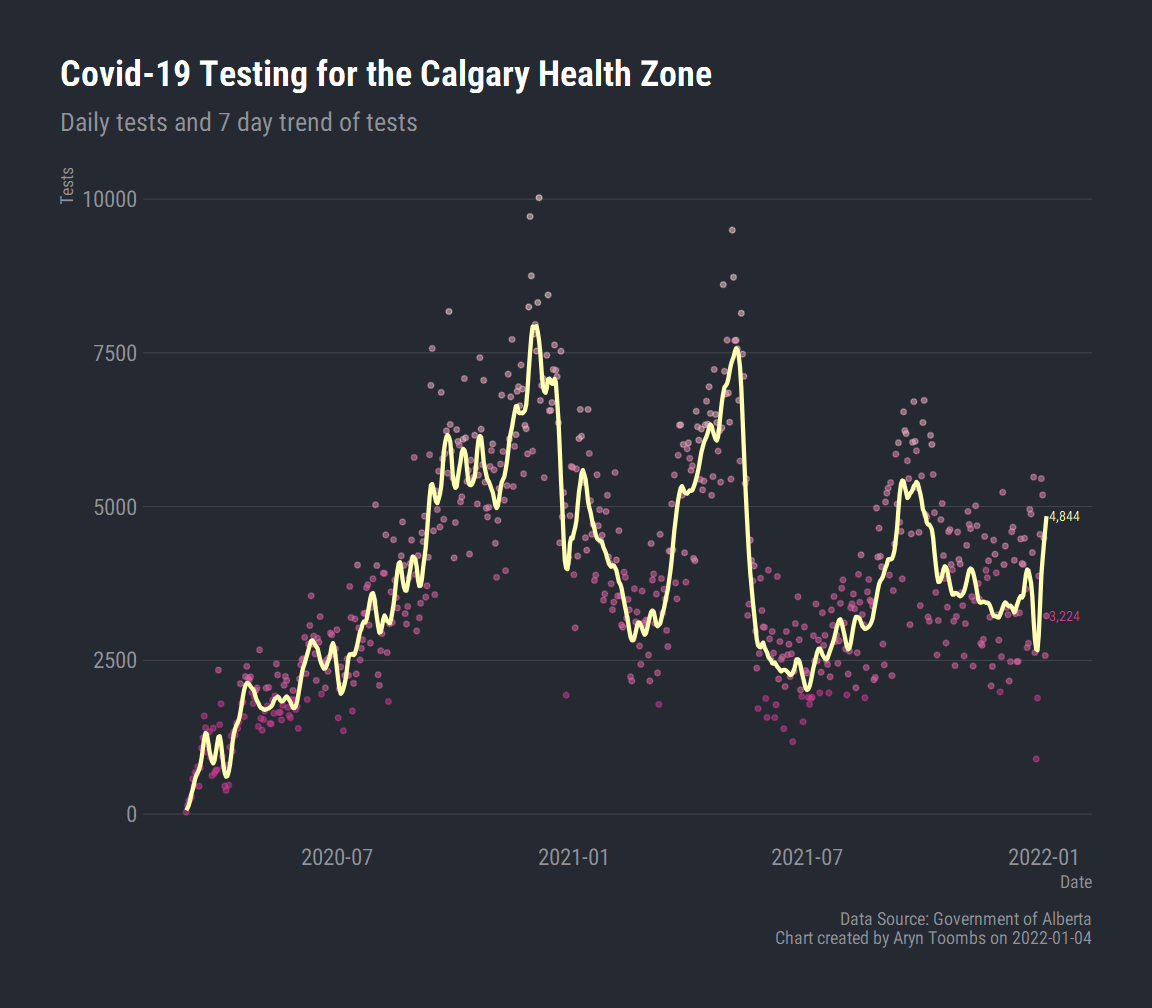 Covid-19 Testing for the Calgary Health Zone
Daily tests and 7 day trend of tests
Tests
10000
7500
5000
4,844
3,224
2500
0
2020-07
2021-01
2021-07
2022-01
Date
Data Source: Government of Alberta
Chart created by Aryn Toombs on 2022-01-04